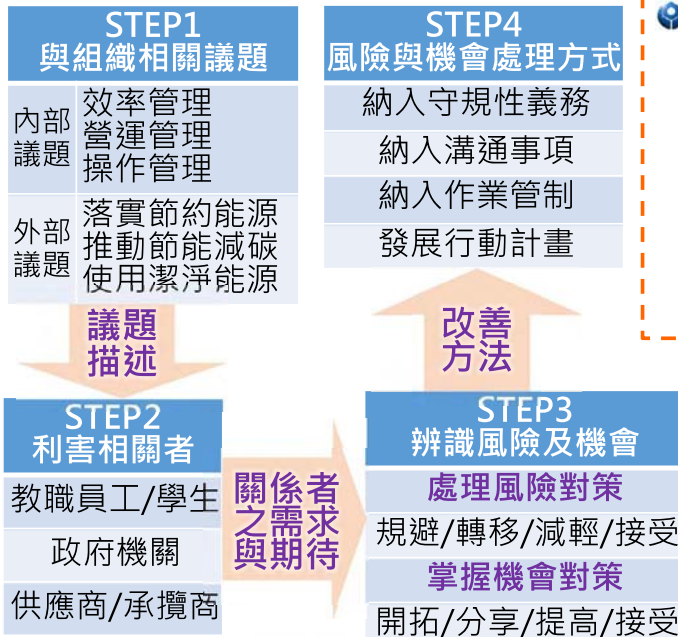 STEP1
與組織相關議題
內部
議題
效率管理
營運管理
操作管理
外部
議題
落實節約能源
推動節能減碳
使用潔淨能源
議題
描述
STEP2
利害相關者
教職員工/學生
政府機關
供應商/承攬商
關係者
之需求
與期待
STEP3
辨識風險及機會
處理風險對策
規避/轉移/減輕/接受
掌握機會對策
開拓/分享/提高/接受
改善
方法
STEP4
風險與機會處理方式
納入守規性義務
納入溝通事項
納入作業管制
發展行動計畫